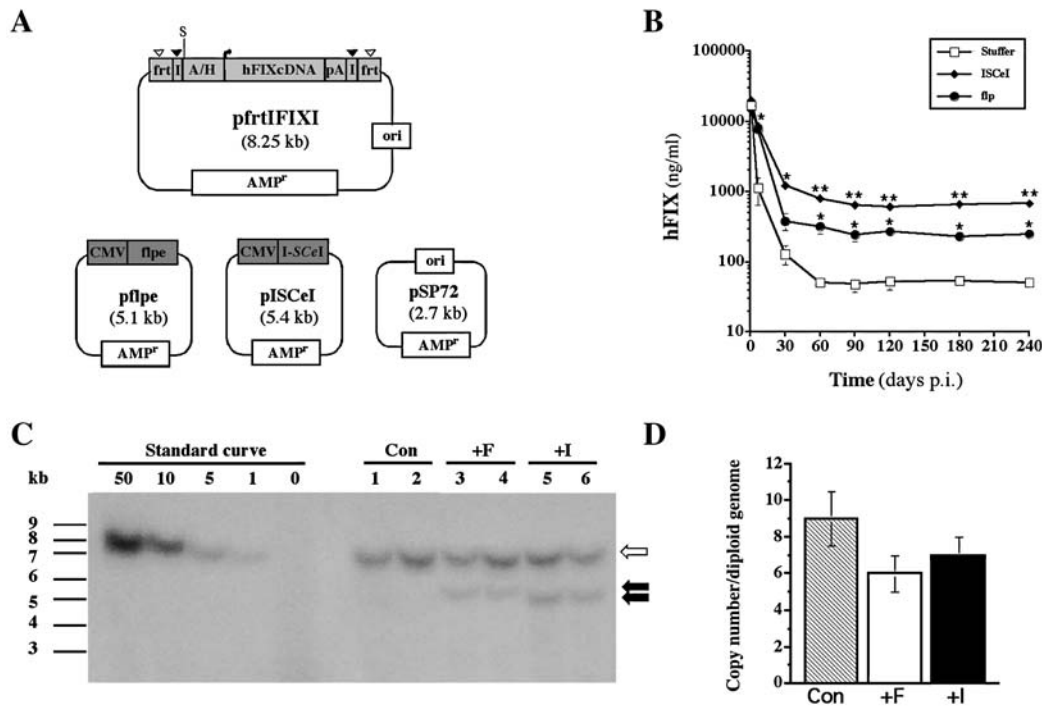 A
S
frt I A/H hFIXcDNA pA I frt
pfrtIFIXI
(8.25 kb)
ori
AMPr
CMV flpe
pflpe
(5.1 kb)
AMPr
CMV I-SCeI
pISCeI
(5.4 kb)
AMPr
ori
pSP72
(2.7 kb)
AMPr
B
100000
10000
1000
100
10
hFIX (ng/ml)
Stuffer
ISCeI
flp
*
* ** ** ** ** **
* * * * *
0 30 60 90 120 150 180 210 240
Time (days p.i.)
C
Standard curve Con +F +I
kb 50 10 5 1 0 1 2 3 4 5 6
9
8
7
6
5
4
3
D
Copy number/diploid genome
12
10
8
6
4
2
0
Con +F +I